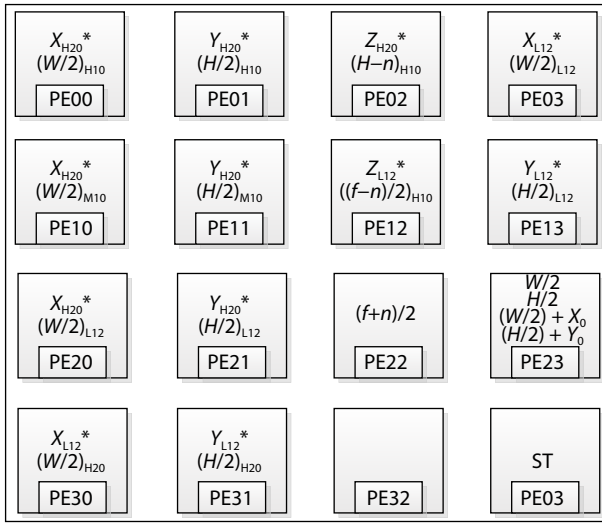 X_H20* Y_H20* Z_H20* X_L12*
(W/2)_H10 (H/2)_H10 (H−n)_H10 (W/2)_L12
PE00 PE01 PE02 PE03
X_H20* Y_H20* Z_L12* Y_L12*
(W/2)_M10 (H/2)_M10 ((f−n)/2)_H10 (H/2)_L12
PE10 PE11 PE12 PE13
X_H20* Y_H20* (f+n)/2 W/2
(W/2)_L12 (H/2)_L12 H/2
(W/2) + X_0
(H/2) + Y_0
PE20 PE21 PE22 PE23
X_L12* Y_L12*
(W/2)_H20 (H/2)_H20 ST
PE30 PE31 PE32 PE03